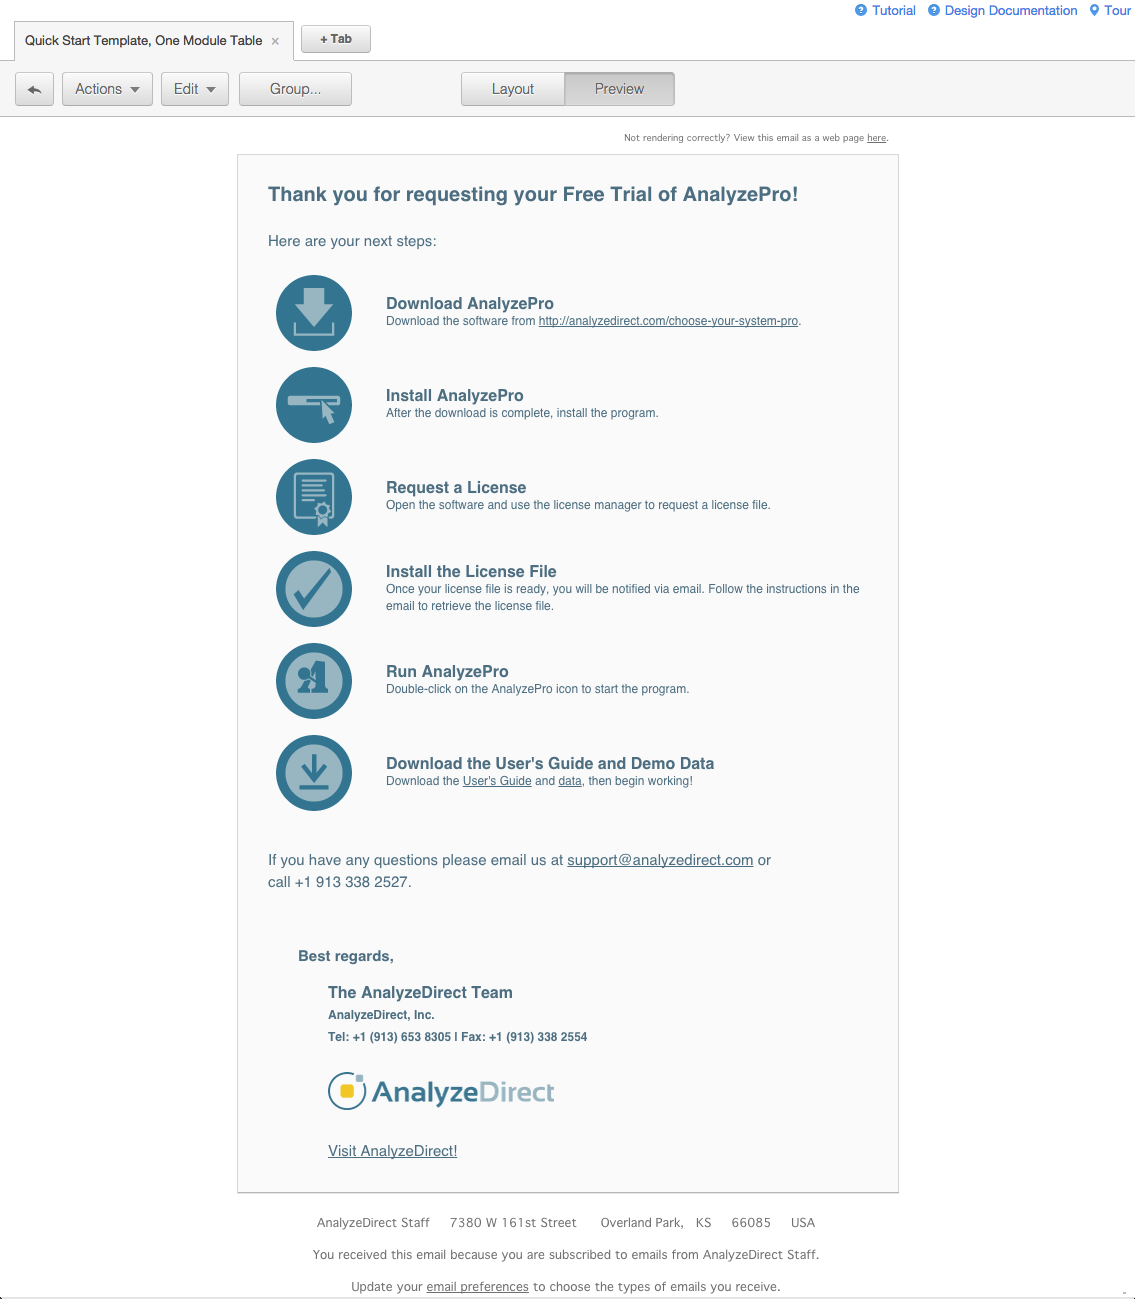 Tutorial Design Documentation Tour
Quick Start Template, One Module Table × + Tab
Actions Edit Group... Layout Preview
Not rendering correctly? View this email as a web page here.
Thank you for requesting your Free Trial of AnalyzePro!
Here are your next steps:
Download AnalyzePro
Download the software from http://analyzedirect.com/choose-your-system-pro.
Install AnalyzePro
After the download is complete, install the program.
Request a License
Open the software and use the license manager to request a license file.
Install the License File
Once your license file is ready, you will be notified via email. Follow the instructions in the
email to retrieve the license file.
Run AnalyzePro
Double-click on the AnalyzePro icon to start the program.
Download the User's Guide and Demo Data
Download the User's Guide and data, then begin working!
If you have any questions please email us at support@analyzedirect.com or
call +1 913 338 2527.
Best regards,
The AnalyzeDirect Team
AnalyzeDirect, Inc.
Tel: +1 (913) 653 8305 | Fax: +1 (913) 338 2554
AnalyzeDirect
Visit AnalyzeDirect!
AnalyzeDirect Staff 7380 W 161st Street Overland Park, KS 66085 USA
You received this email because you are subscribed to emails from AnalyzeDirect Staff.
Update your email preferences to choose the types of emails you receive.